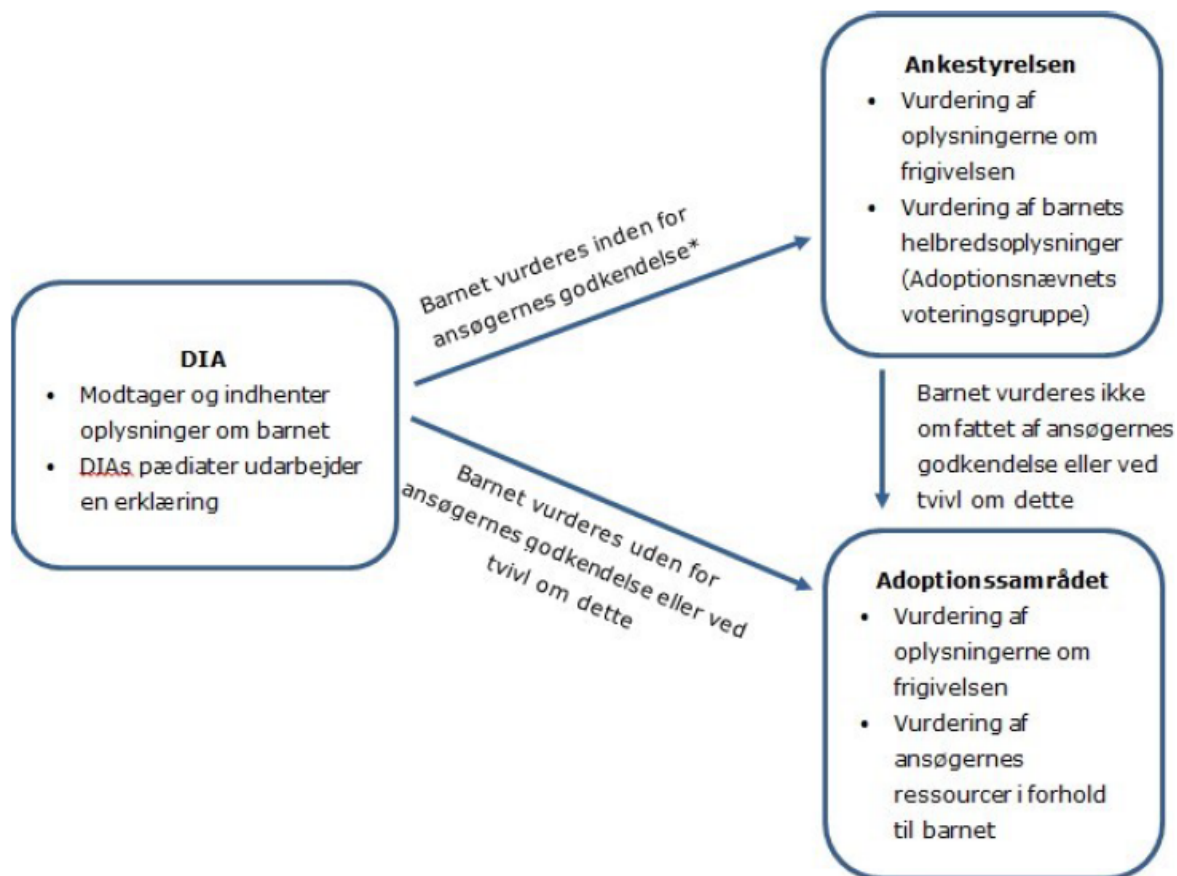 DIA
• Modtager og indhenter
oplysninger om barnet
• DIAs pædiater udarbejder
en erklæring
Barnet vurderes inden for
ansøgernes godkendelse*
Barnet vurderes uden for
ansøgernes godkendelse eller ved
tvivl om dette
Ankestyrelsen
• Vurdering af
oplysningerne om
frigivelsen
• Vurdering af barnets
helbredsoplysninger
(Adoptionsnævnets
voteringsgruppe)
Barnet vurderes ikke
omfattet af ansøgernes
godkendelse eller ved
tvivl om dette
Adoptionssamrådet
• Vurdering af
oplysningerne om
frigivelsen
• Vurdering af
ansøgernes
ressourcer i forhold
til barnet